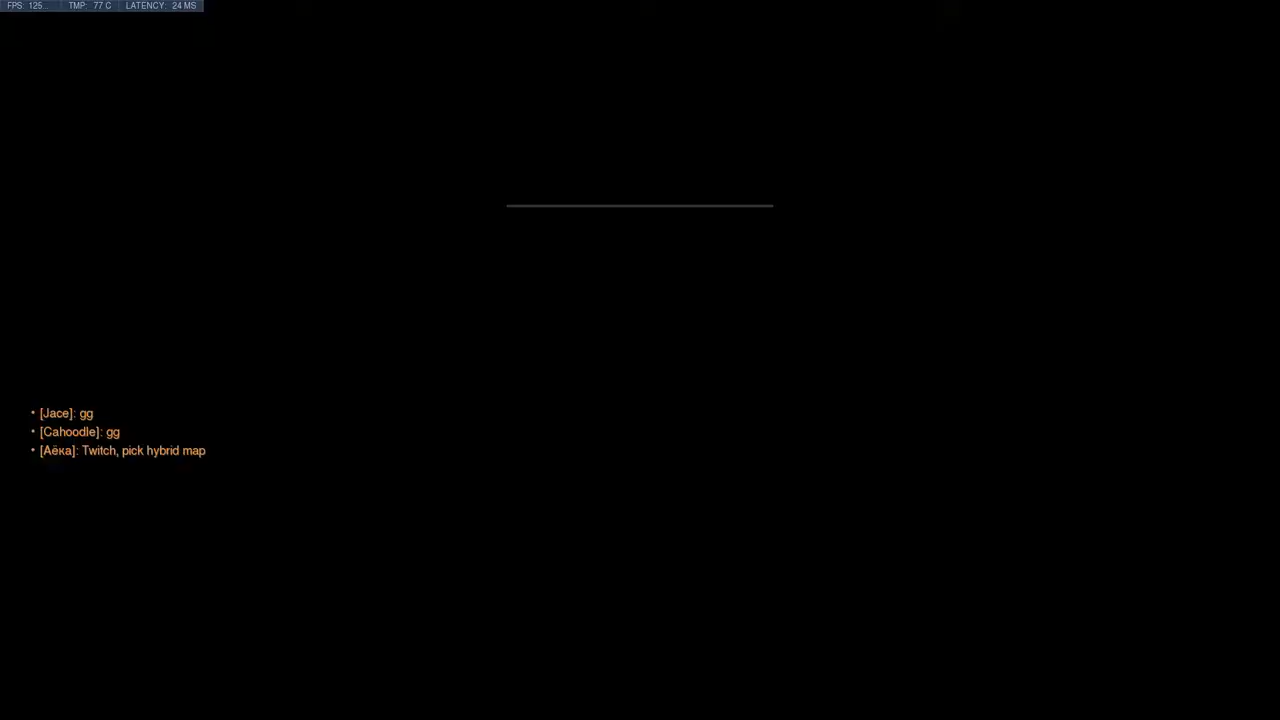 FPS: 125... TMP: 77 C LATENCY: 24 MS
• [Jace]: gg
• [Cahoodle]: gg
• [Аёка]: Twitch, pick hybrid map